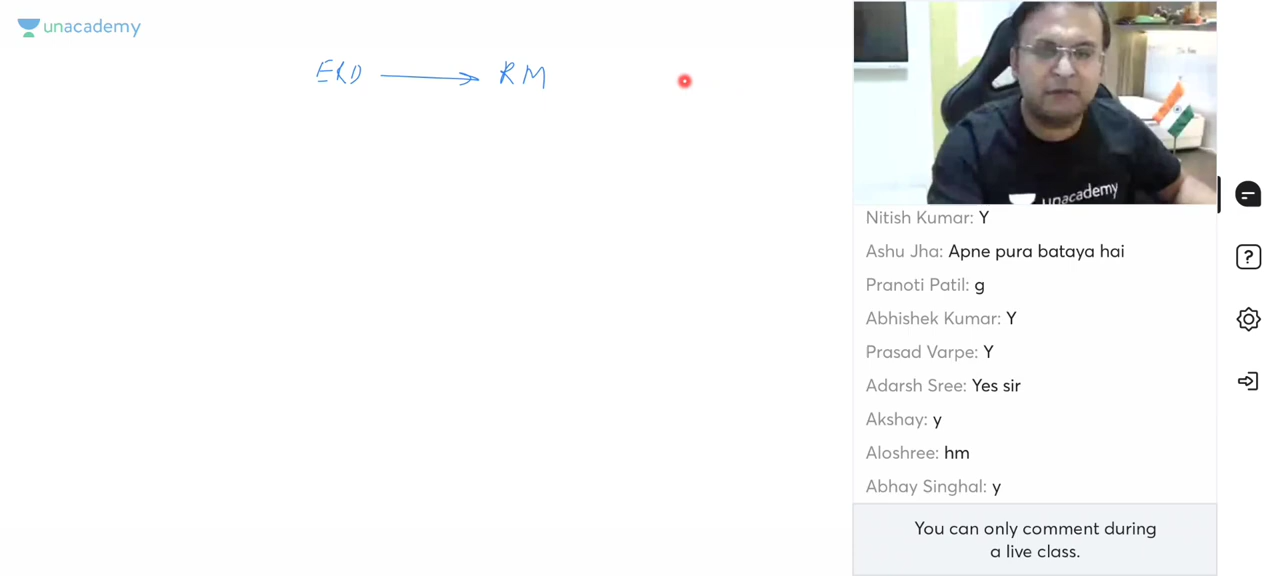 unacademy
ERD → RM
unacademy
Nitish Kumar: Y
Ashu Jha: Apne pura bataya hai
Pranoti Patil: g
Abhishek Kumar: Y
Prasad Varpe: Y
Adarsh Sree: Yes sir
Akshay: y
Aloshree: hm
Abhay Singhal: y
You can only comment during
a live class.